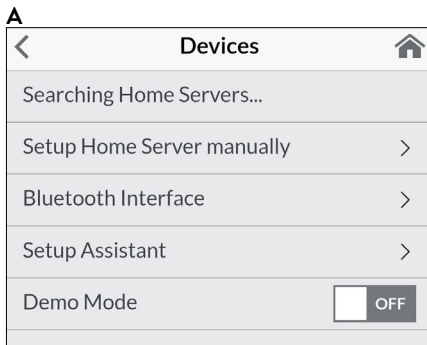 A
Devices
Searching Home Servers...
Setup Home Server manually
Bluetooth Interface
Setup Assistant
Demo Mode
OFF